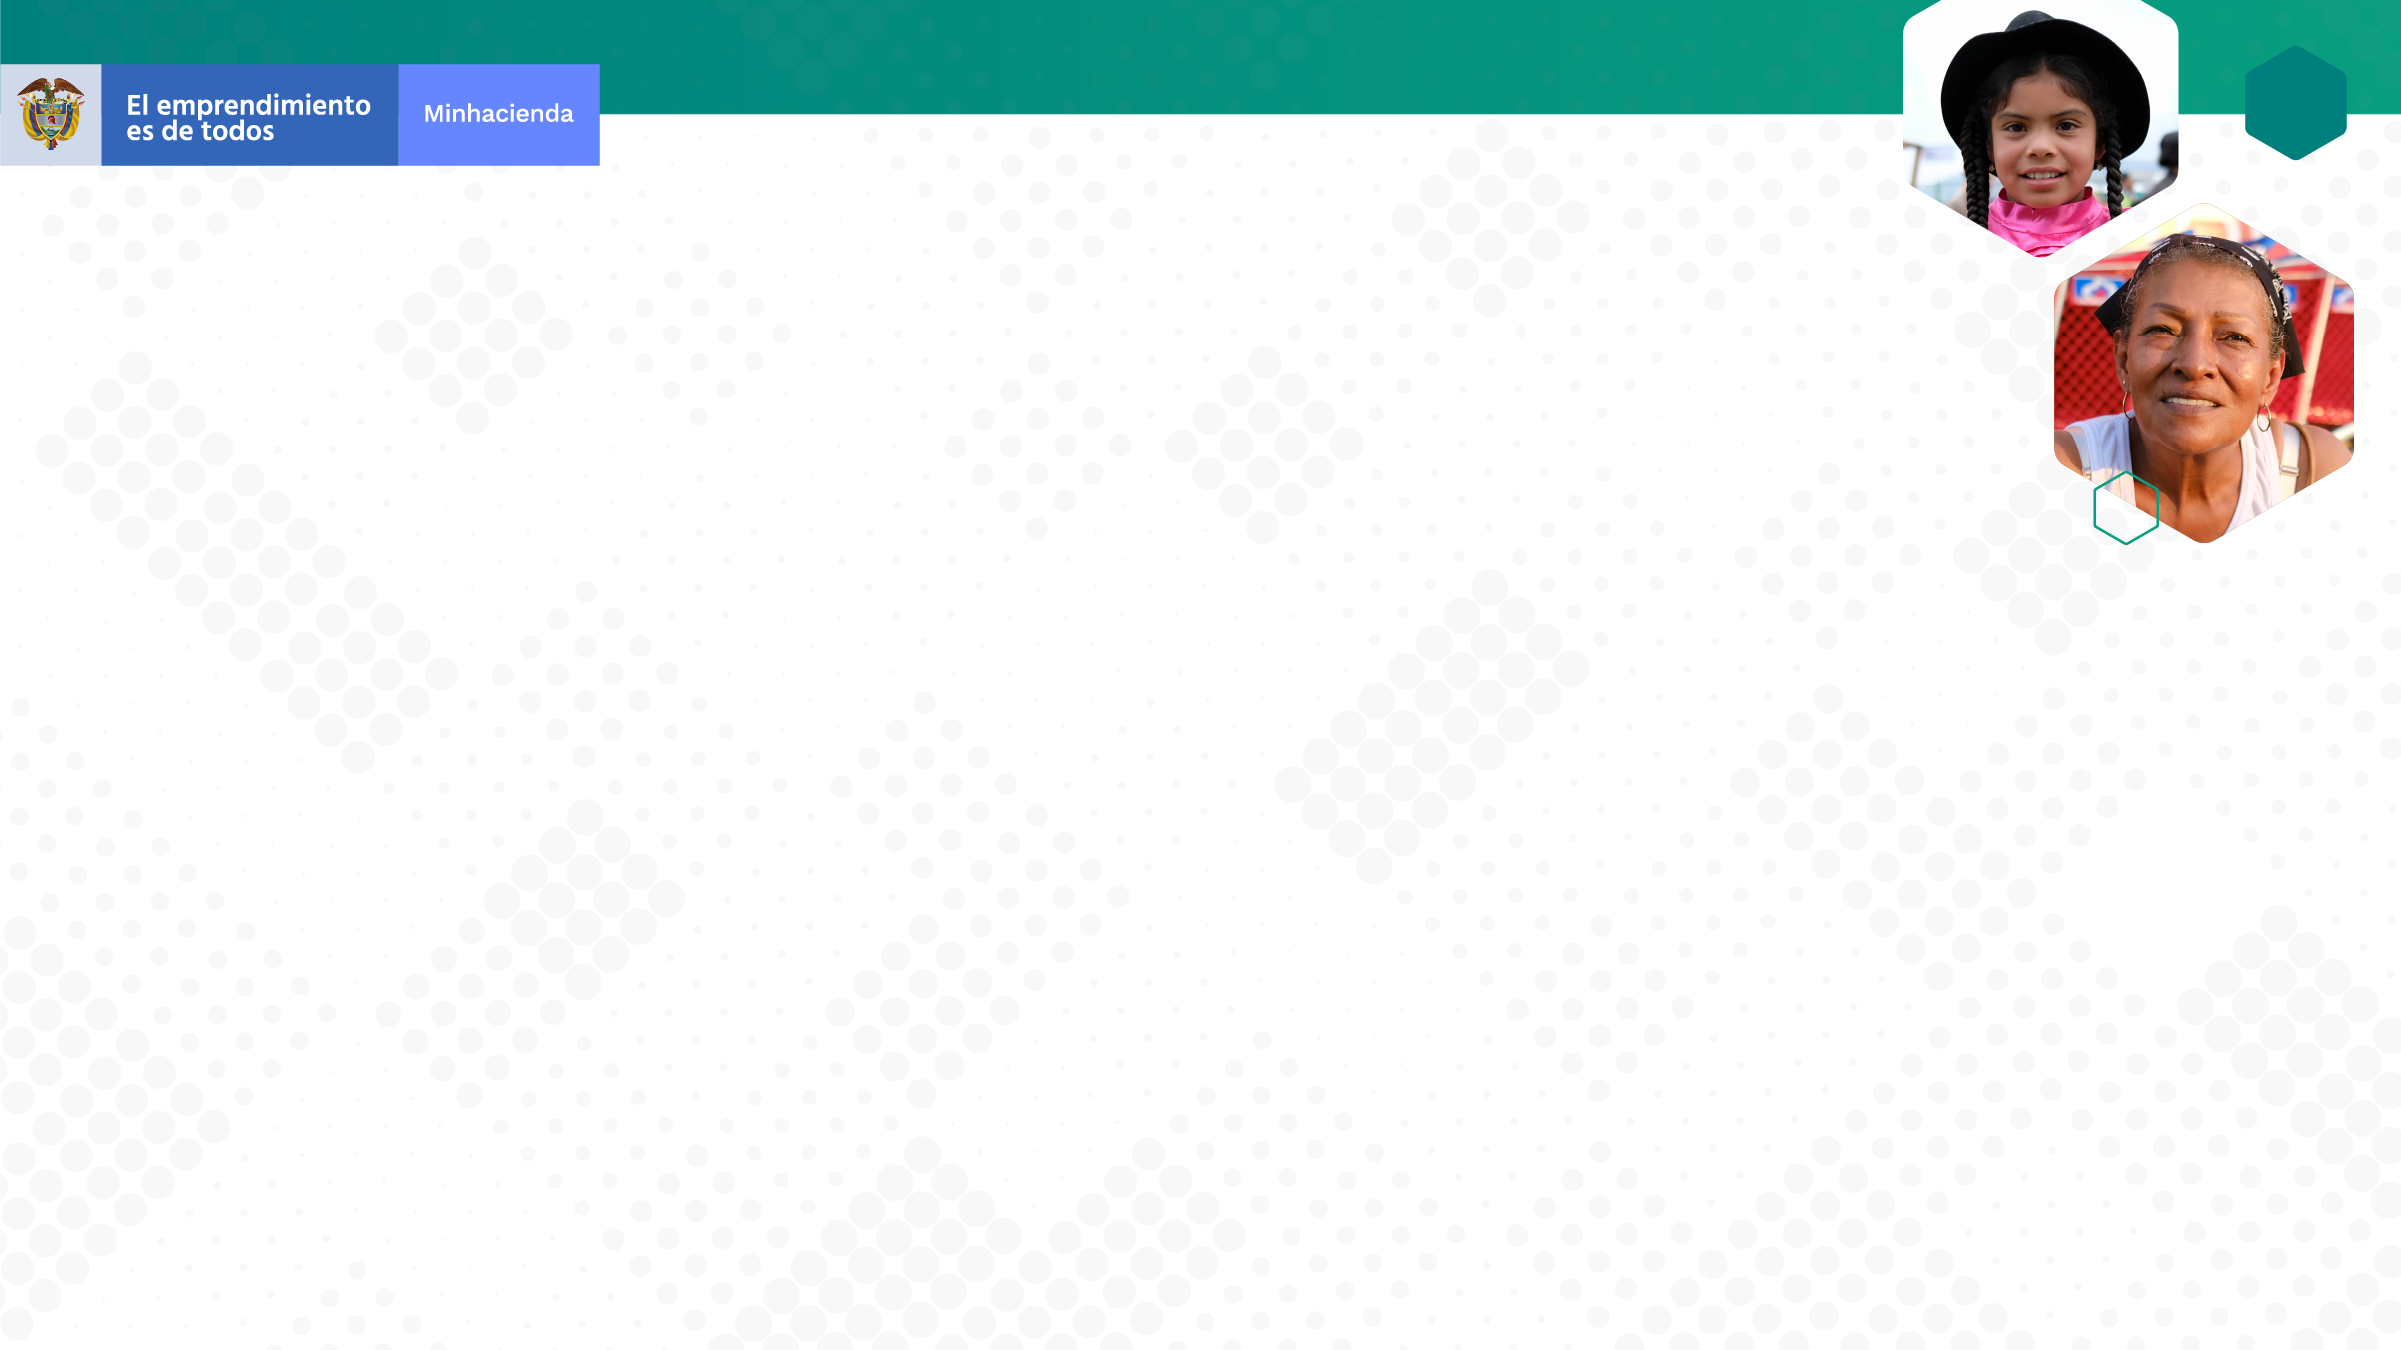 El emprendimiento
es de todos
Minhacienda